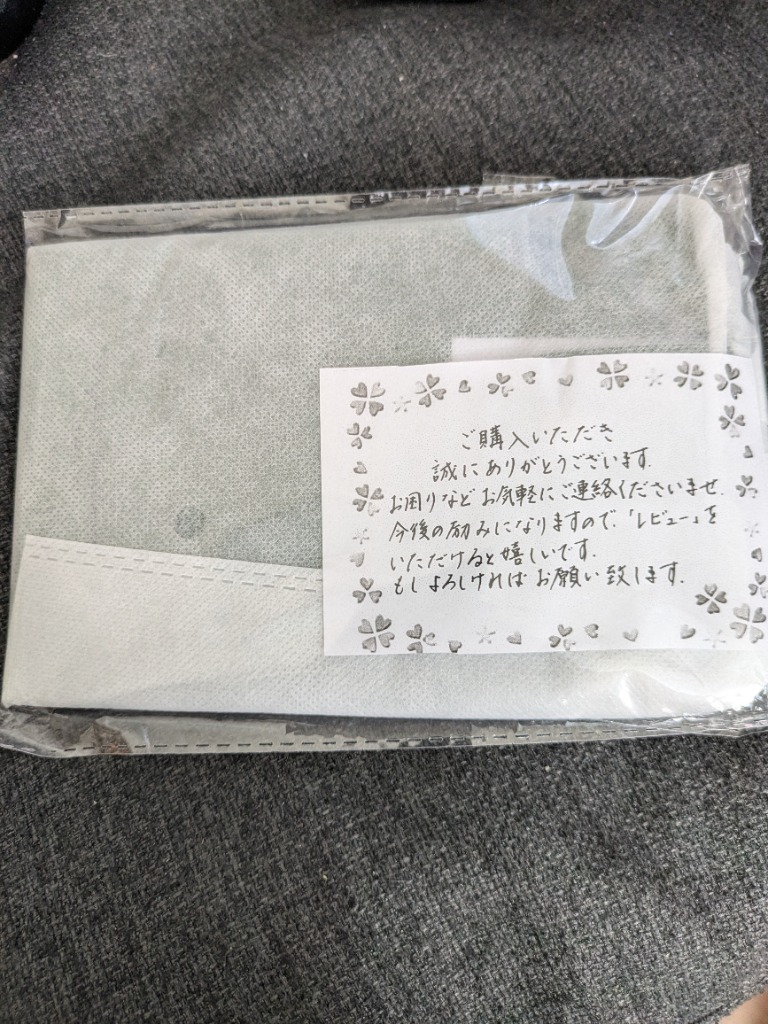 ご購入いただき
誠にありがとうございます.
お困りなどお気軽にご連絡くださいませ.
今後の励みになりますので、「レビュー」を
いただけると嬉しいです.
もしよろしければお願い致します.